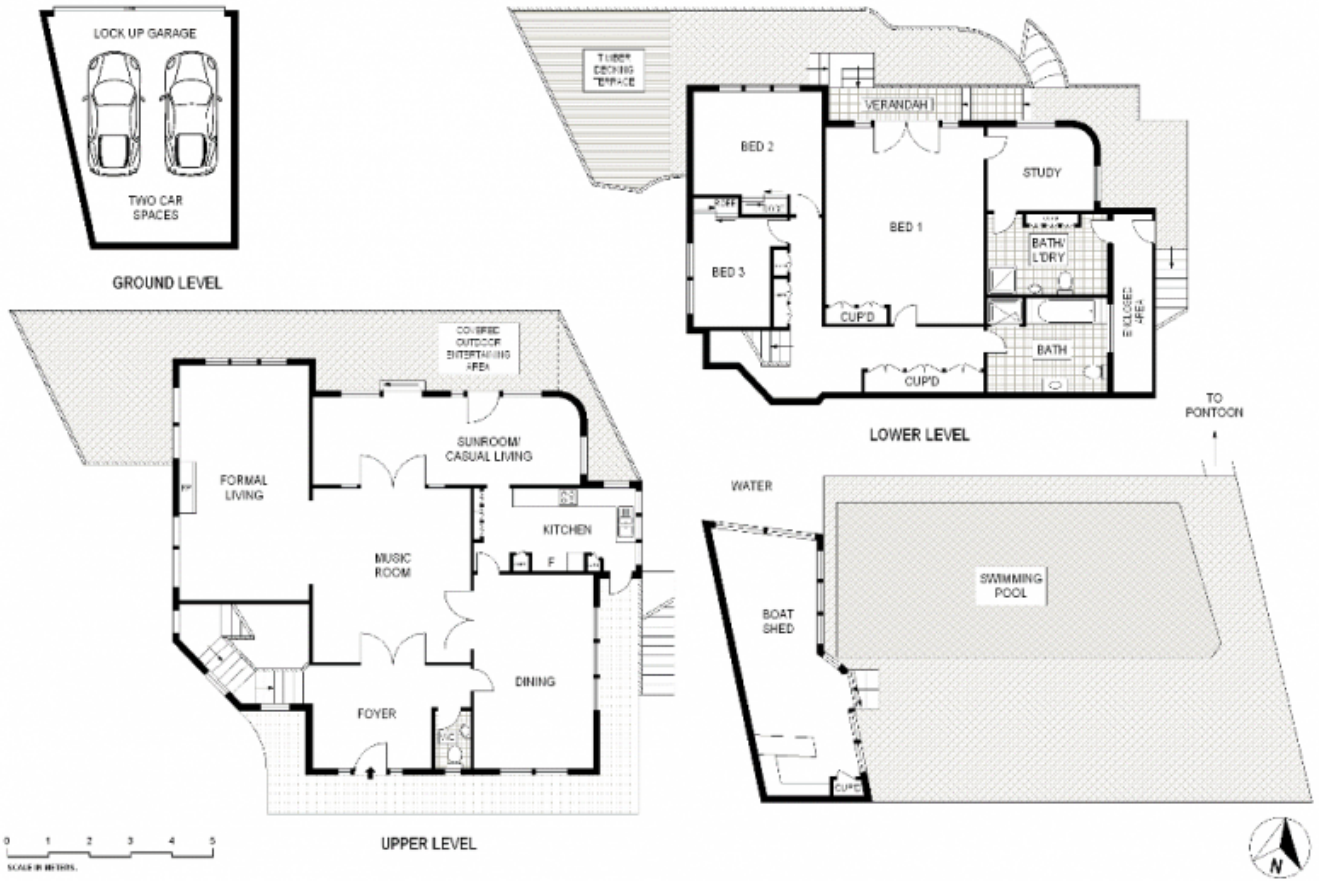 LOCK UP GARAGE
TWO CAR
SPACES
GROUND LEVEL
TIMBER
DECKING
TERRACE
VERANDAH
BED 2
STUDY
BED 1
BED 3
BATH/
L'DRY
CUP'D
BATH
ENCLOSED
AREA
CUP'D
LOWER LEVEL
COVERED
OUTDOOR
ENTERTAINING
AREA
SUNROOM/
CASUAL LIVING
FORMAL
LIVING
KITCHEN
F
MUSIC
ROOM
DINING
FOYER
WC
UPPER LEVEL
TO
PONTOON
WATER
SWIMMING
POOL
BOAT
SHED
CUP'D
0 1 2 3 4 5
SCALE IN METERS.
N